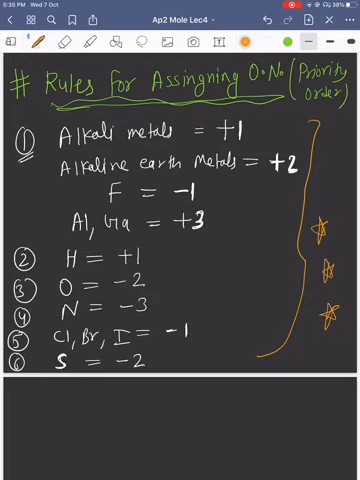 5:35 PM Wed 7 Oct
38%
Ap2 Mole Lec4
# Rules for Assingning O.No (Priority Order)
① Alkali metals = +1
Alkaline earth Metals = +2
F = -1
Al, Ga = +3
② H = +1
③ O = -2
④ N = -3
⑤ Cl, Br, I = -1
⑥ S = -2